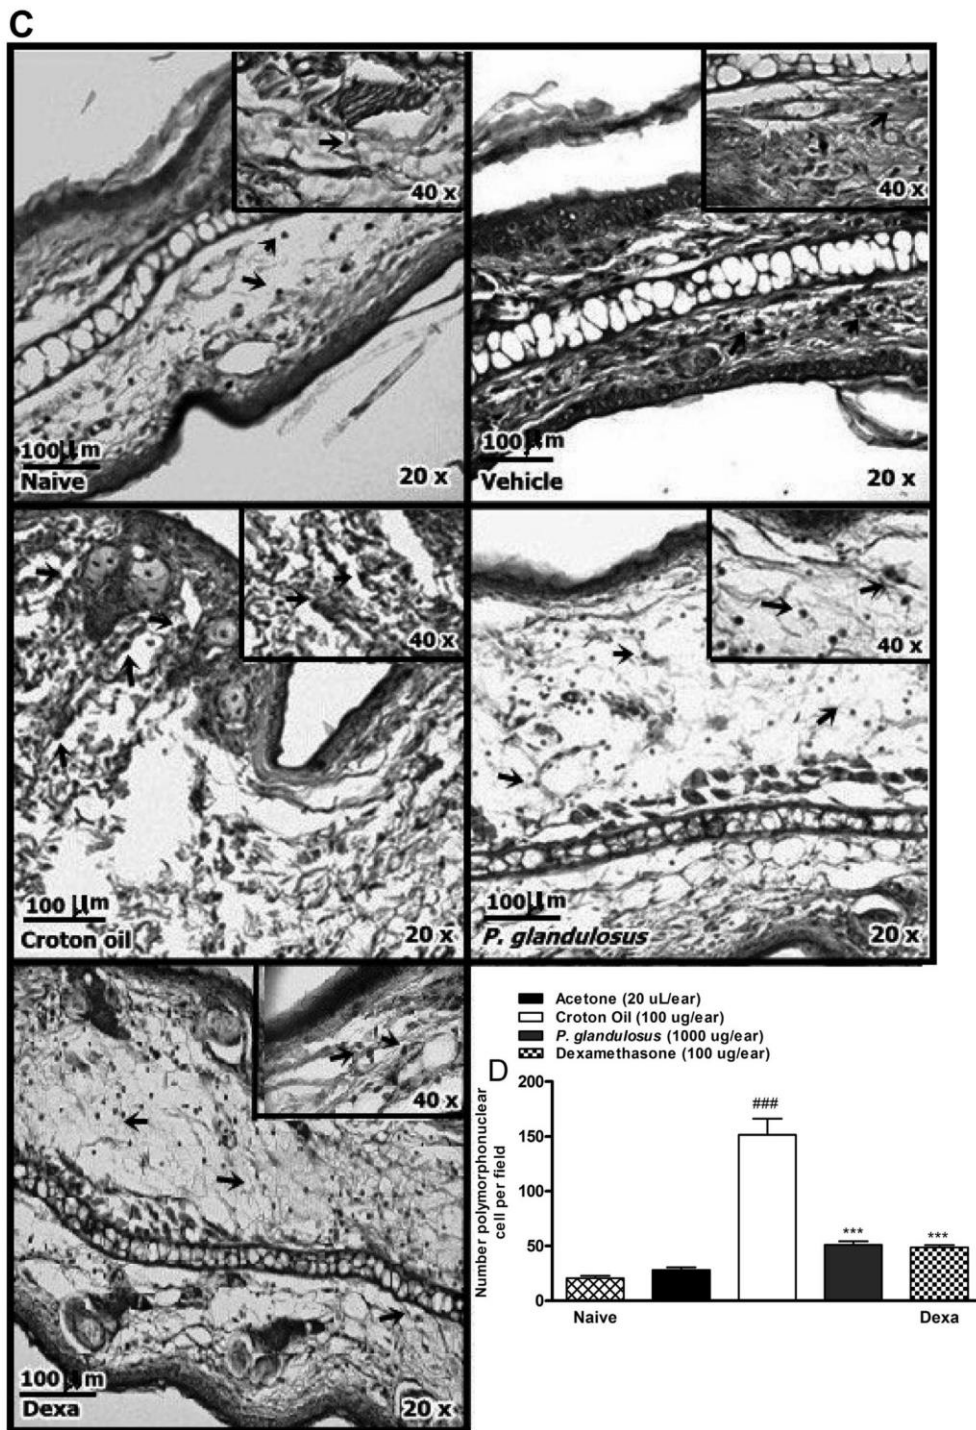 C
40 x
100 μm
Naive
20 x
40 x
100 μm
Vehicle
20 x
40 x
100 μm
Croton oil
20 x
40 x
100 μm
P. glandulosus
20 x
40 x
100 μm
Dexa
20 x
Acetone (20 uL/ear)
Croton Oil (100 ug/ear)
P. glandulosus (1000 ug/ear)
Dexamethasone (100 ug/ear)
D
Number polymorphonuclear
cell per field
200
150
100
50
0
###
***
***
Naive
Dexa